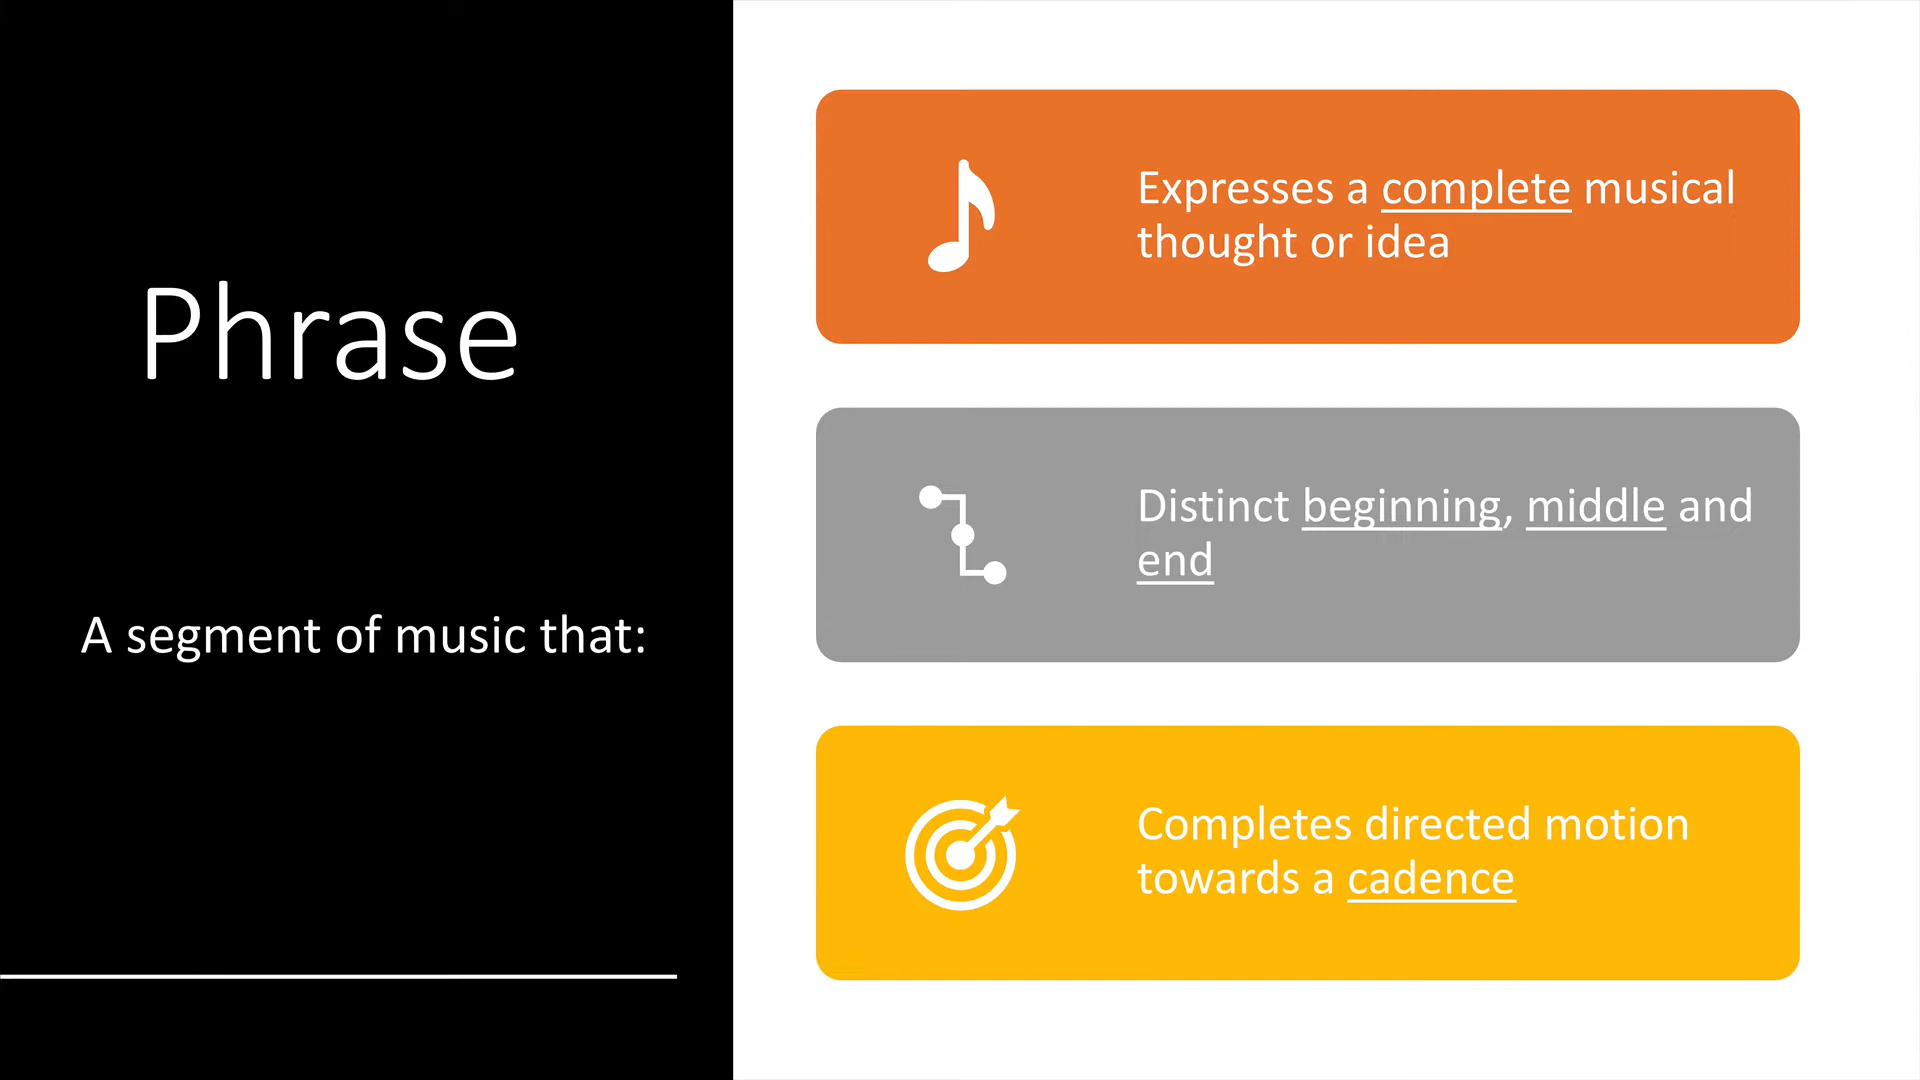 Phrase
A segment of music that:
Expresses a complete musical
thought or idea
Distinct beginning, middle and
end
Completes directed motion
towards a cadence